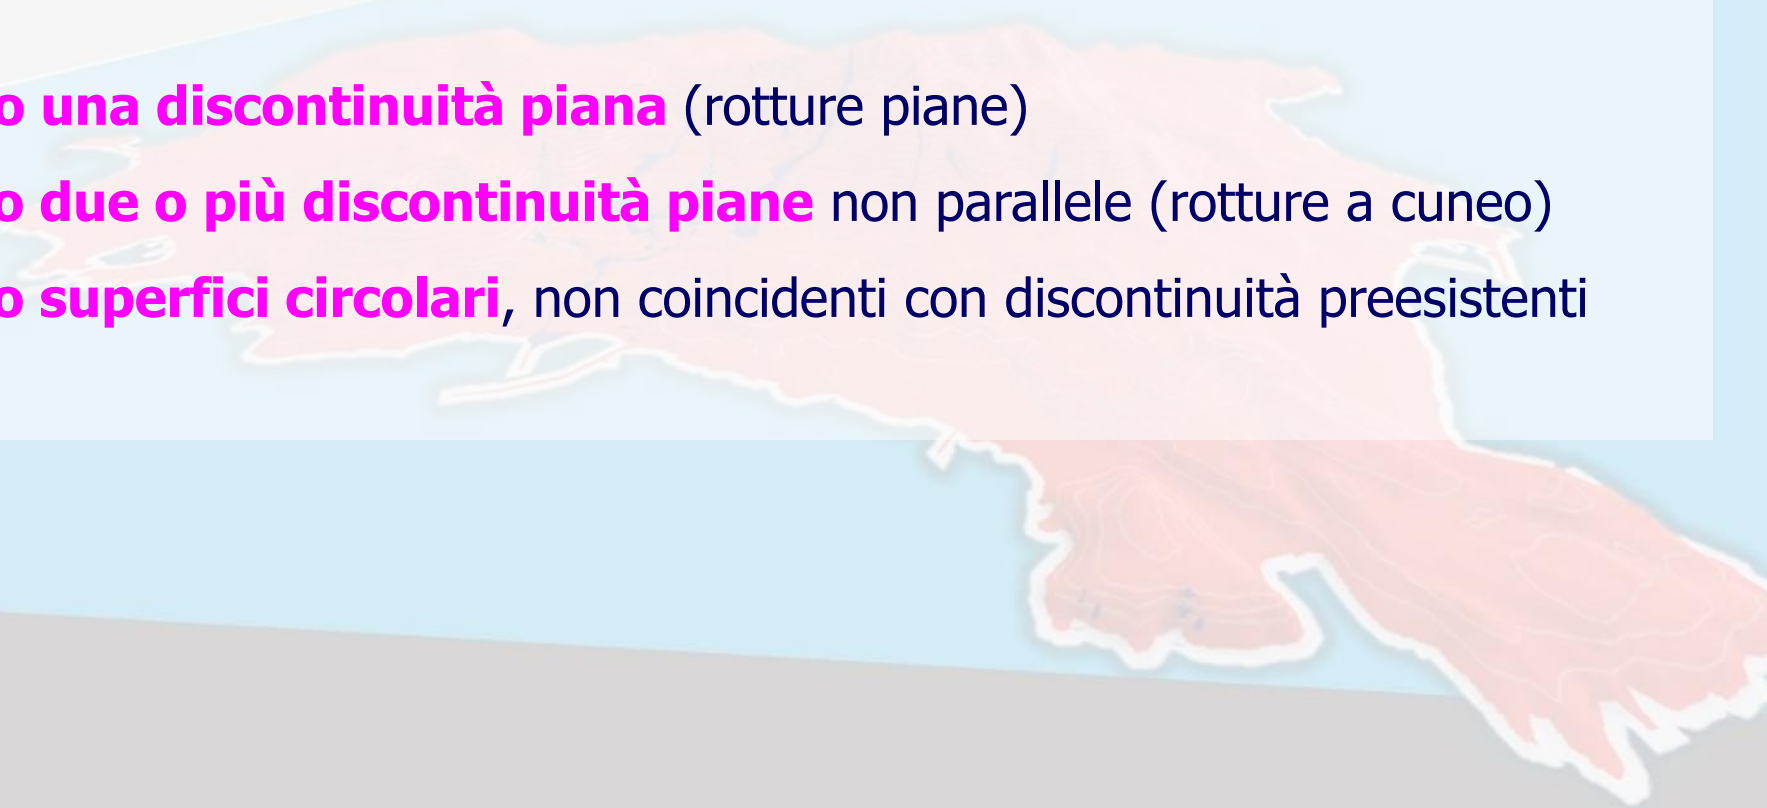 o una discontinuità piana (rotture piane)
o due o più discontinuità piane non parallele (rotture a cuneo)
o superfici circolari, non coincidenti con discontinuità preesistenti